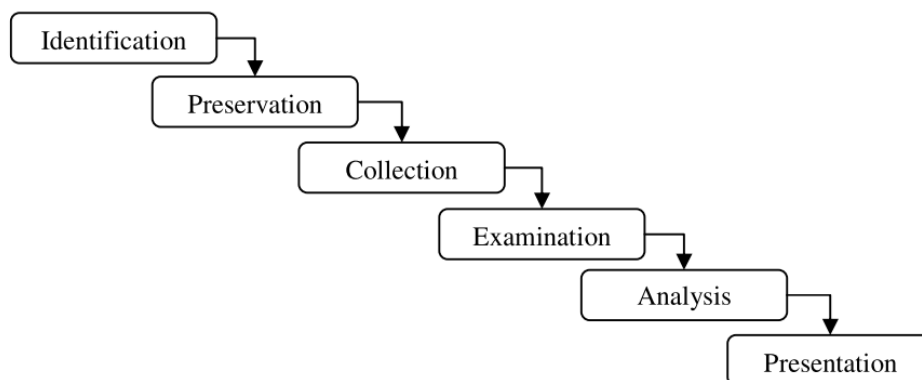 Identification
Preservation
Collection
Examination
Analysis
Presentation